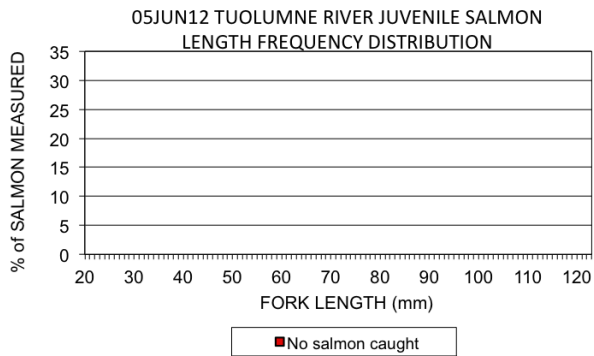 05JUN12 TUOLUMNE RIVER JUVENILE SALMON
LENGTH FREQUENCY DISTRIBUTION
% of SALMON MEASURED
35
30
25
20
15
10
5
0
20 30 40 50 60 70 80 90 100 110 120
FORK LENGTH (mm)
No salmon caught